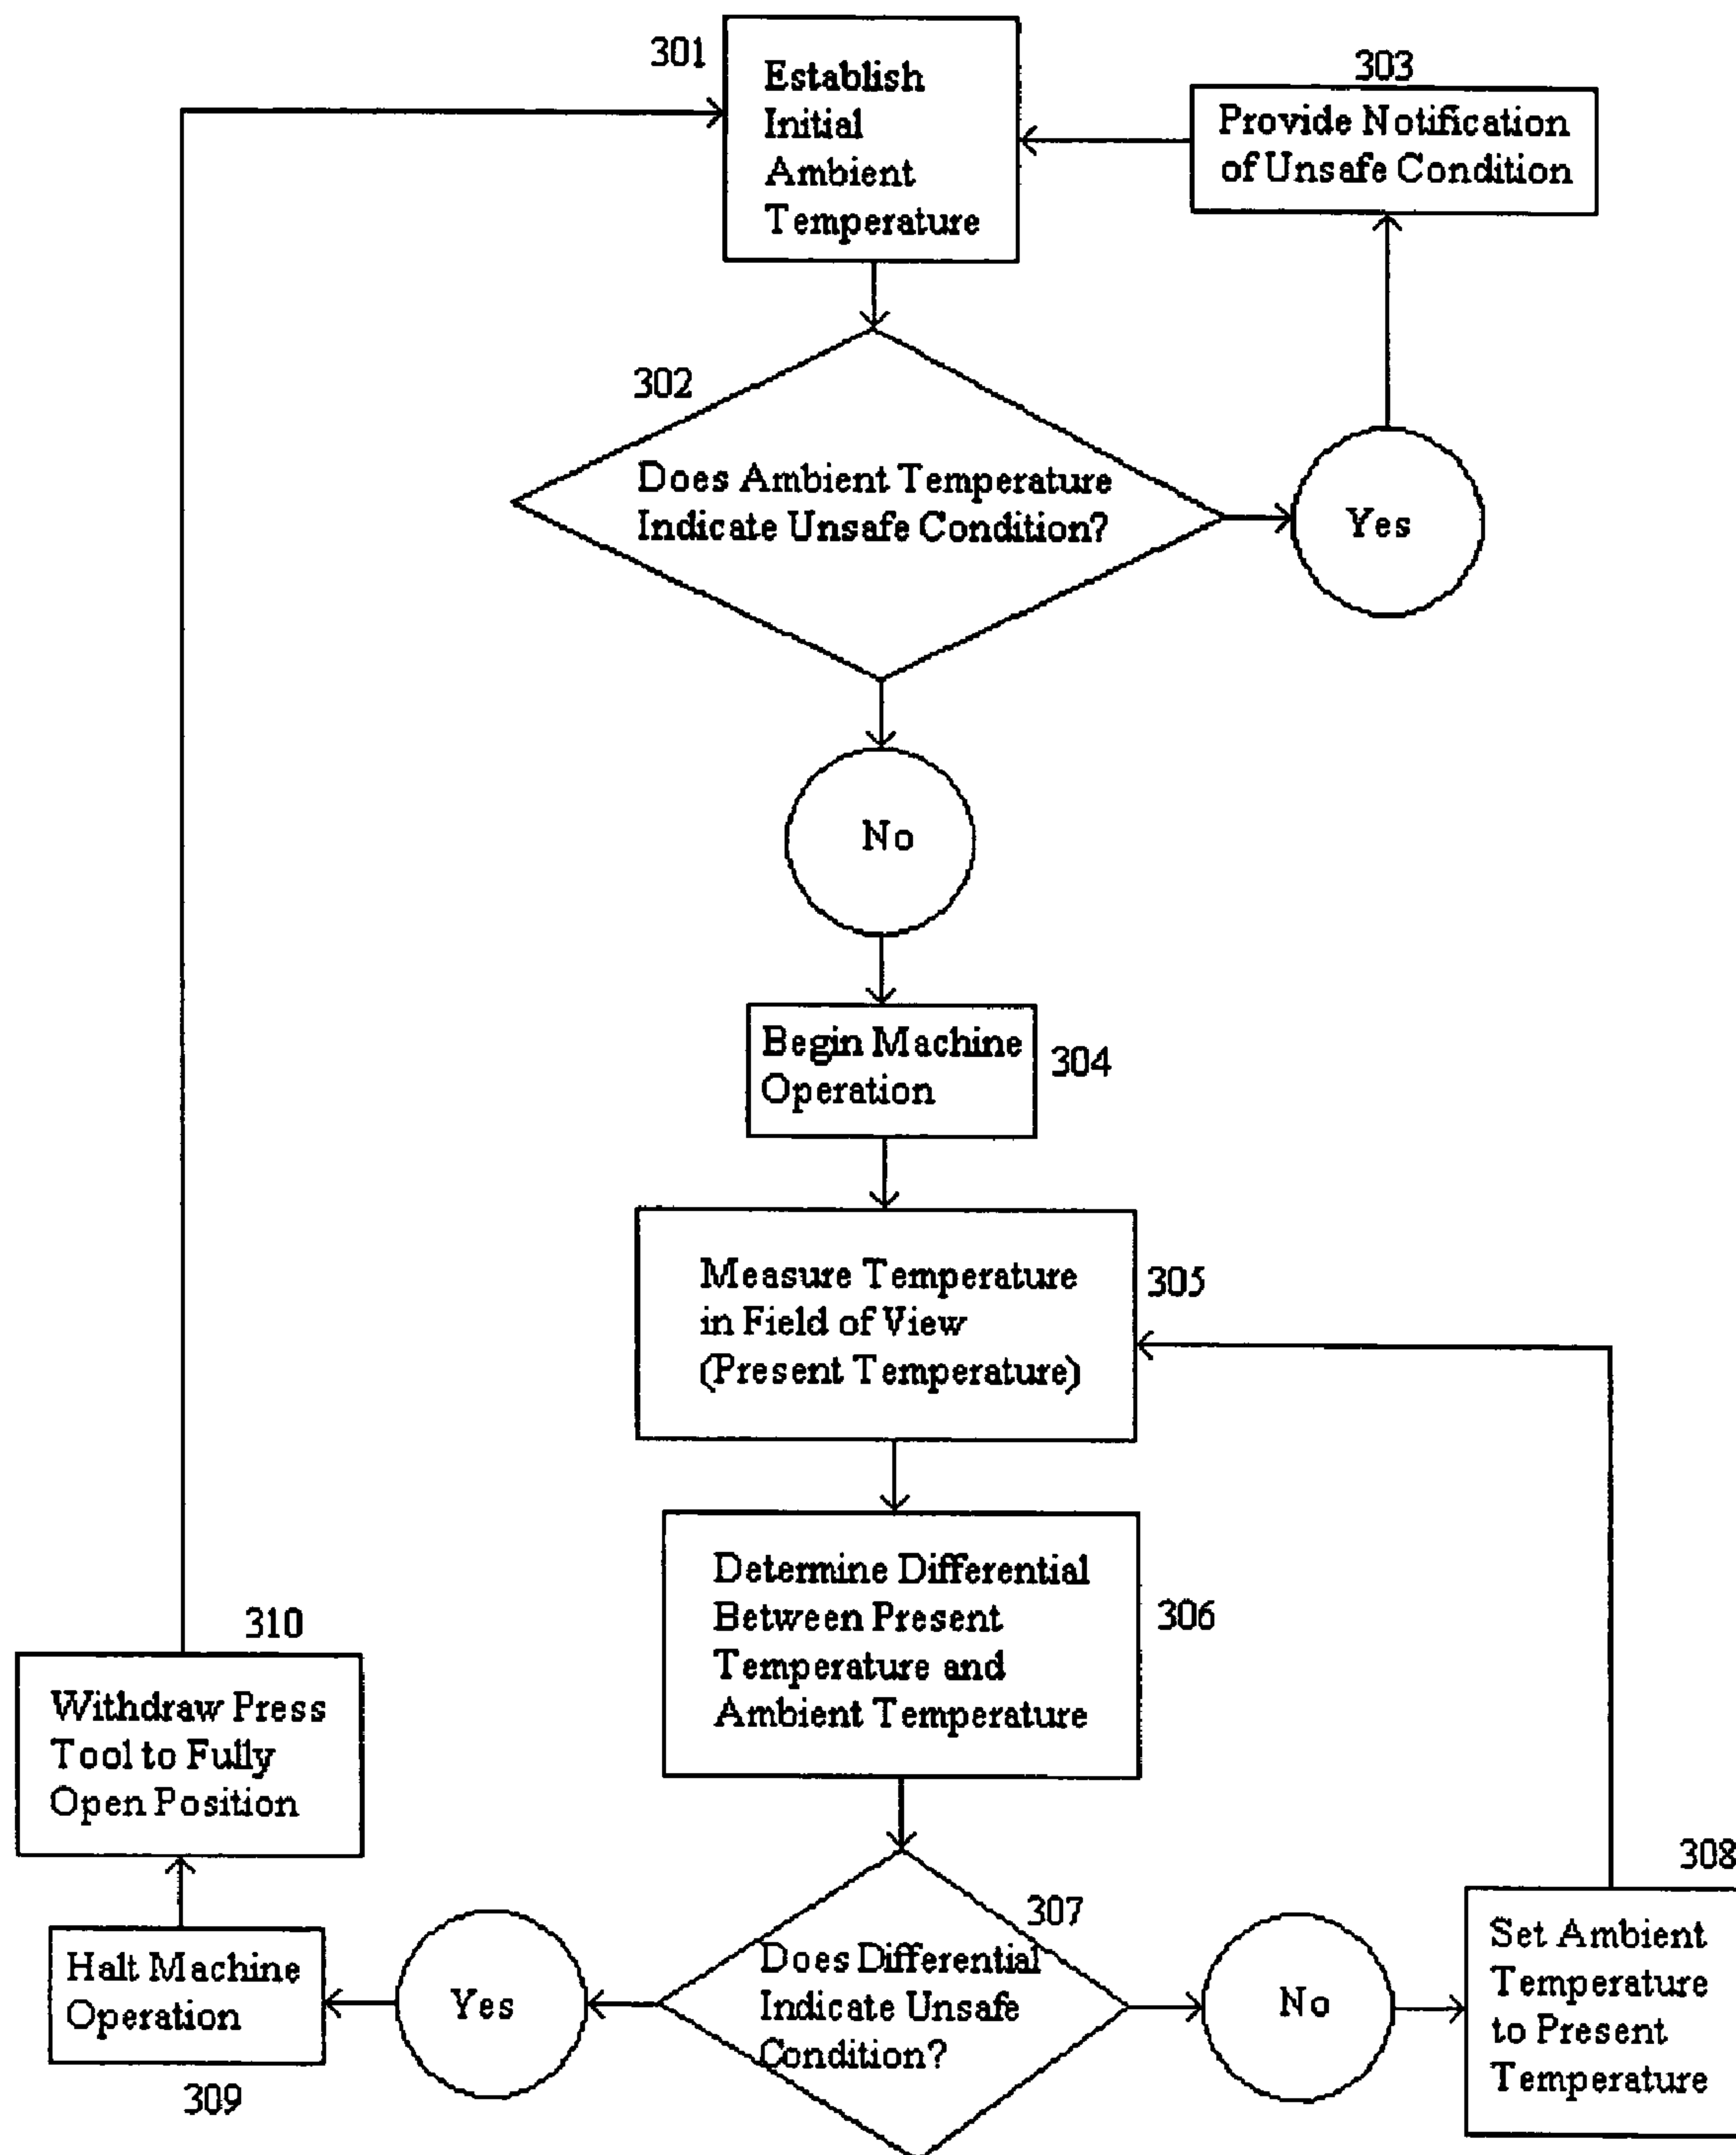 301
Establish
Initial
Ambient
Temperature
303
Provide Notification
of Unsafe Condition
302
Does Ambient Temperature
Indicate Unsafe Condition?
Yes
No
Begin Machine
Operation
304
Measure Temperature
in Field of View
(Present Temperature)
305
Determine Differential
Between Present
Temperature and
Ambient Temperature
306
307
Does Differential
Indicate Unsafe
Condition?
No
308
Set Ambient
Temperature
to Present
Temperature
Yes
Halt Machine
Operation
309
310
Withdraw Press
Tool to Fully
Open Position